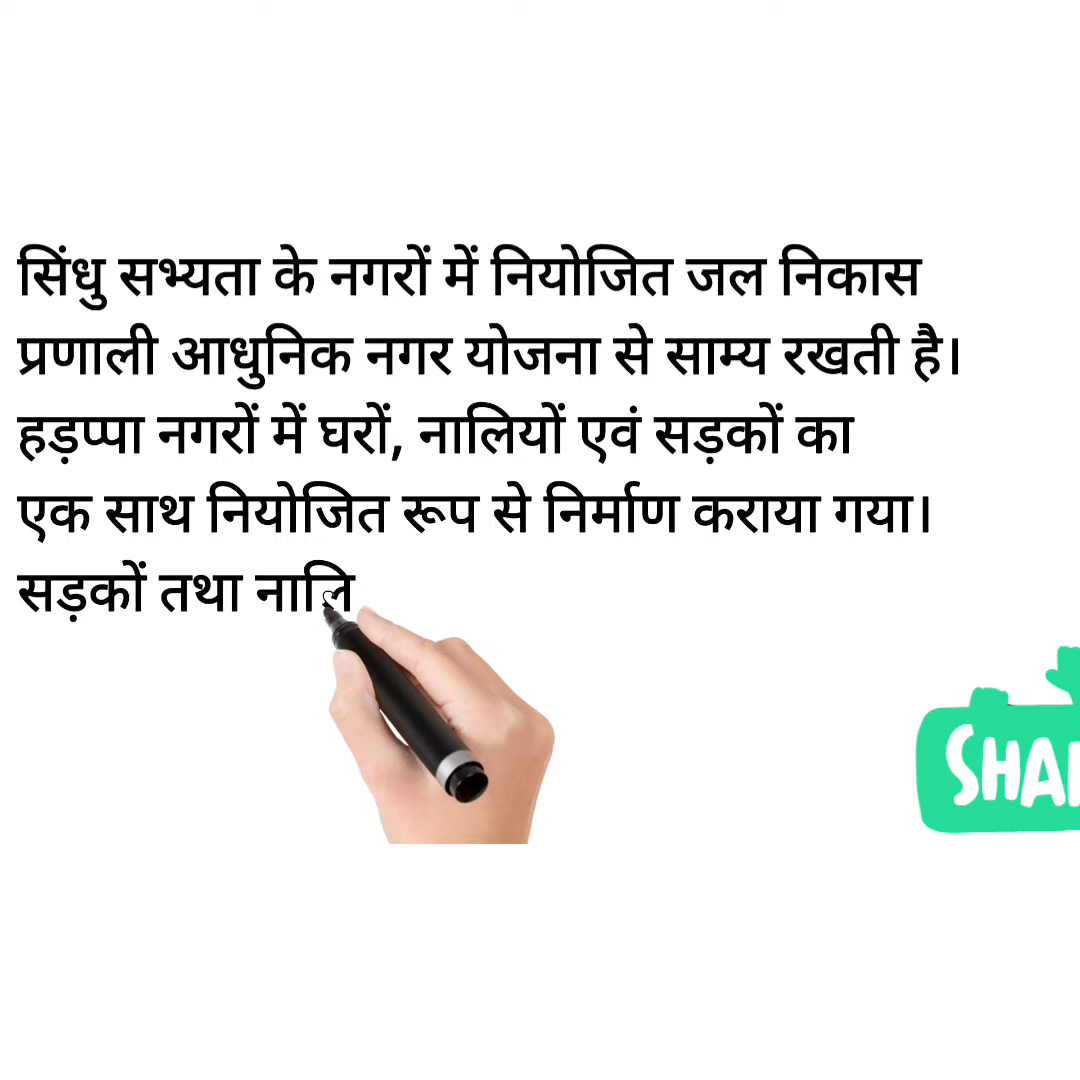 सिंधु सभ्यता के नगरों में नियोजित जल निकास
प्रणाली आधुनिक नगर योजना से साम्य रखती है।
हड़प्पा नगरों में घरों, नालियों एवं सड़कों का
एक साथ नियोजित रूप से निर्माण कराया गया।
सड़कों तथा नालि
SHA